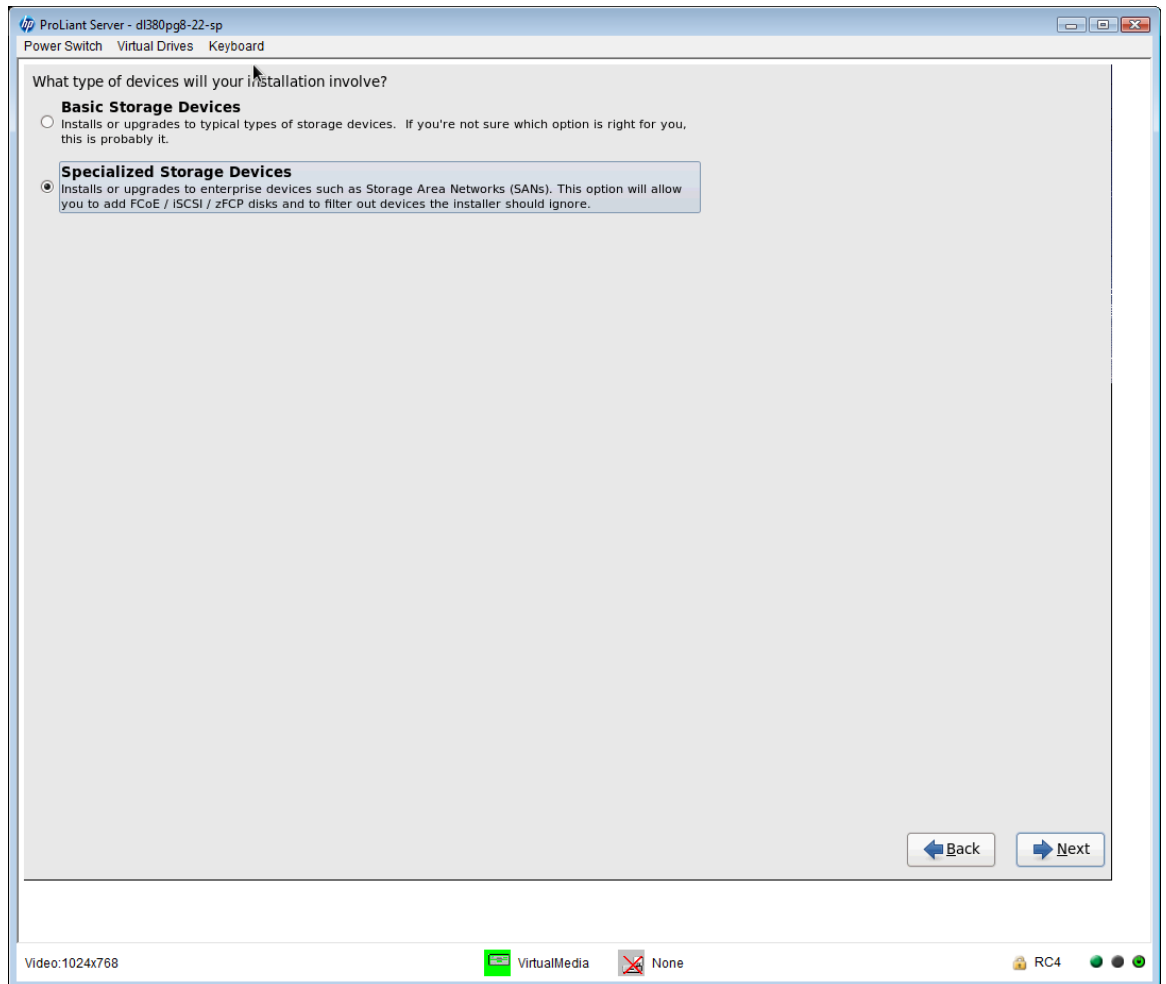 hp ProLiant Server - dl380pg8-22-sp
Power Switch Virtual Drives Keyboard
What type of devices will your installation involve?
Basic Storage Devices
Installs or upgrades to typical types of storage devices. If you're not sure which option is right for you,
this is probably it.
Specialized Storage Devices
Installs or upgrades to enterprise devices such as Storage Area Networks (SANs). This option will allow
you to add FCoE / iSCSI / zFCP disks and to filter out devices the installer should ignore.
Back Next
Video:1024x768 VirtualMedia None RC4